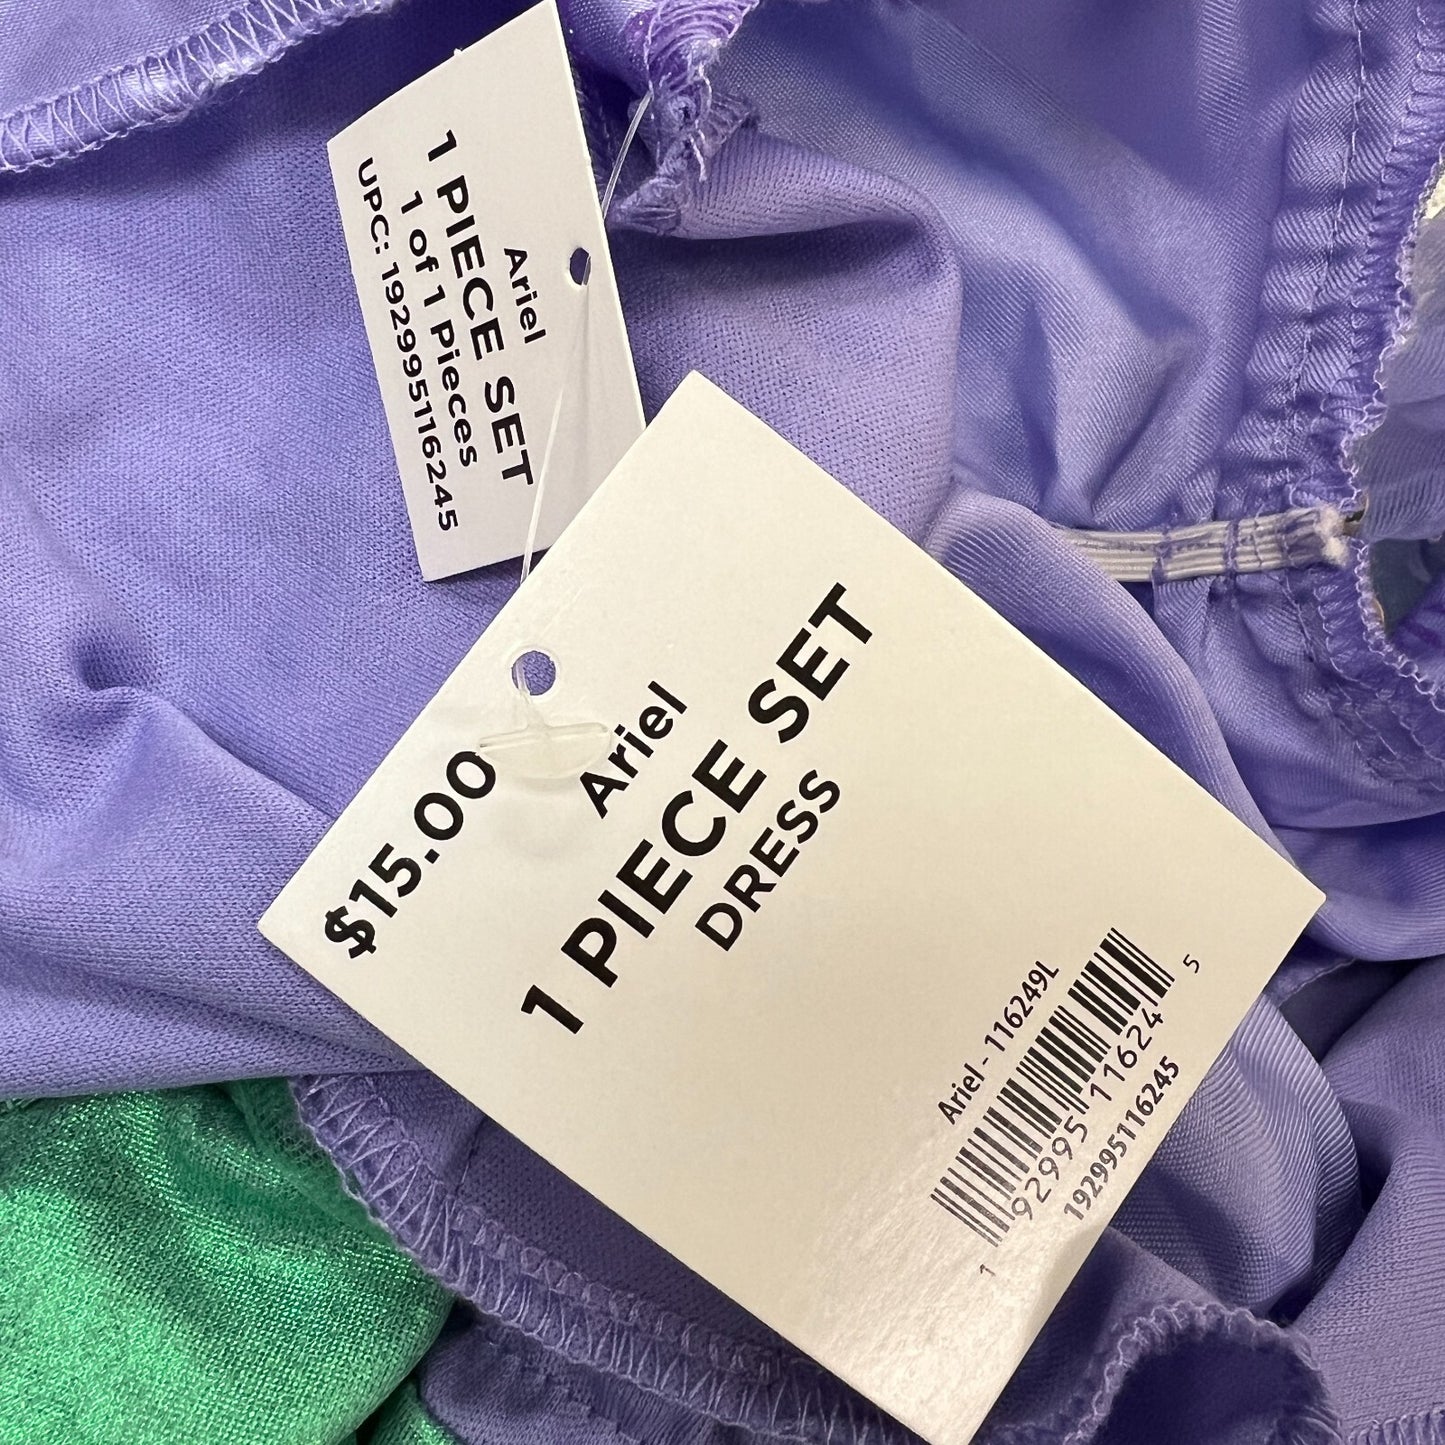 Ariel
1 PIECE SET
1 of 1 Pieces
UPC: 192995116245
$15.00
Ariel
1 PIECE SET
DRESS
Ariel - 116249L
1 92995 11624 5
192995116245